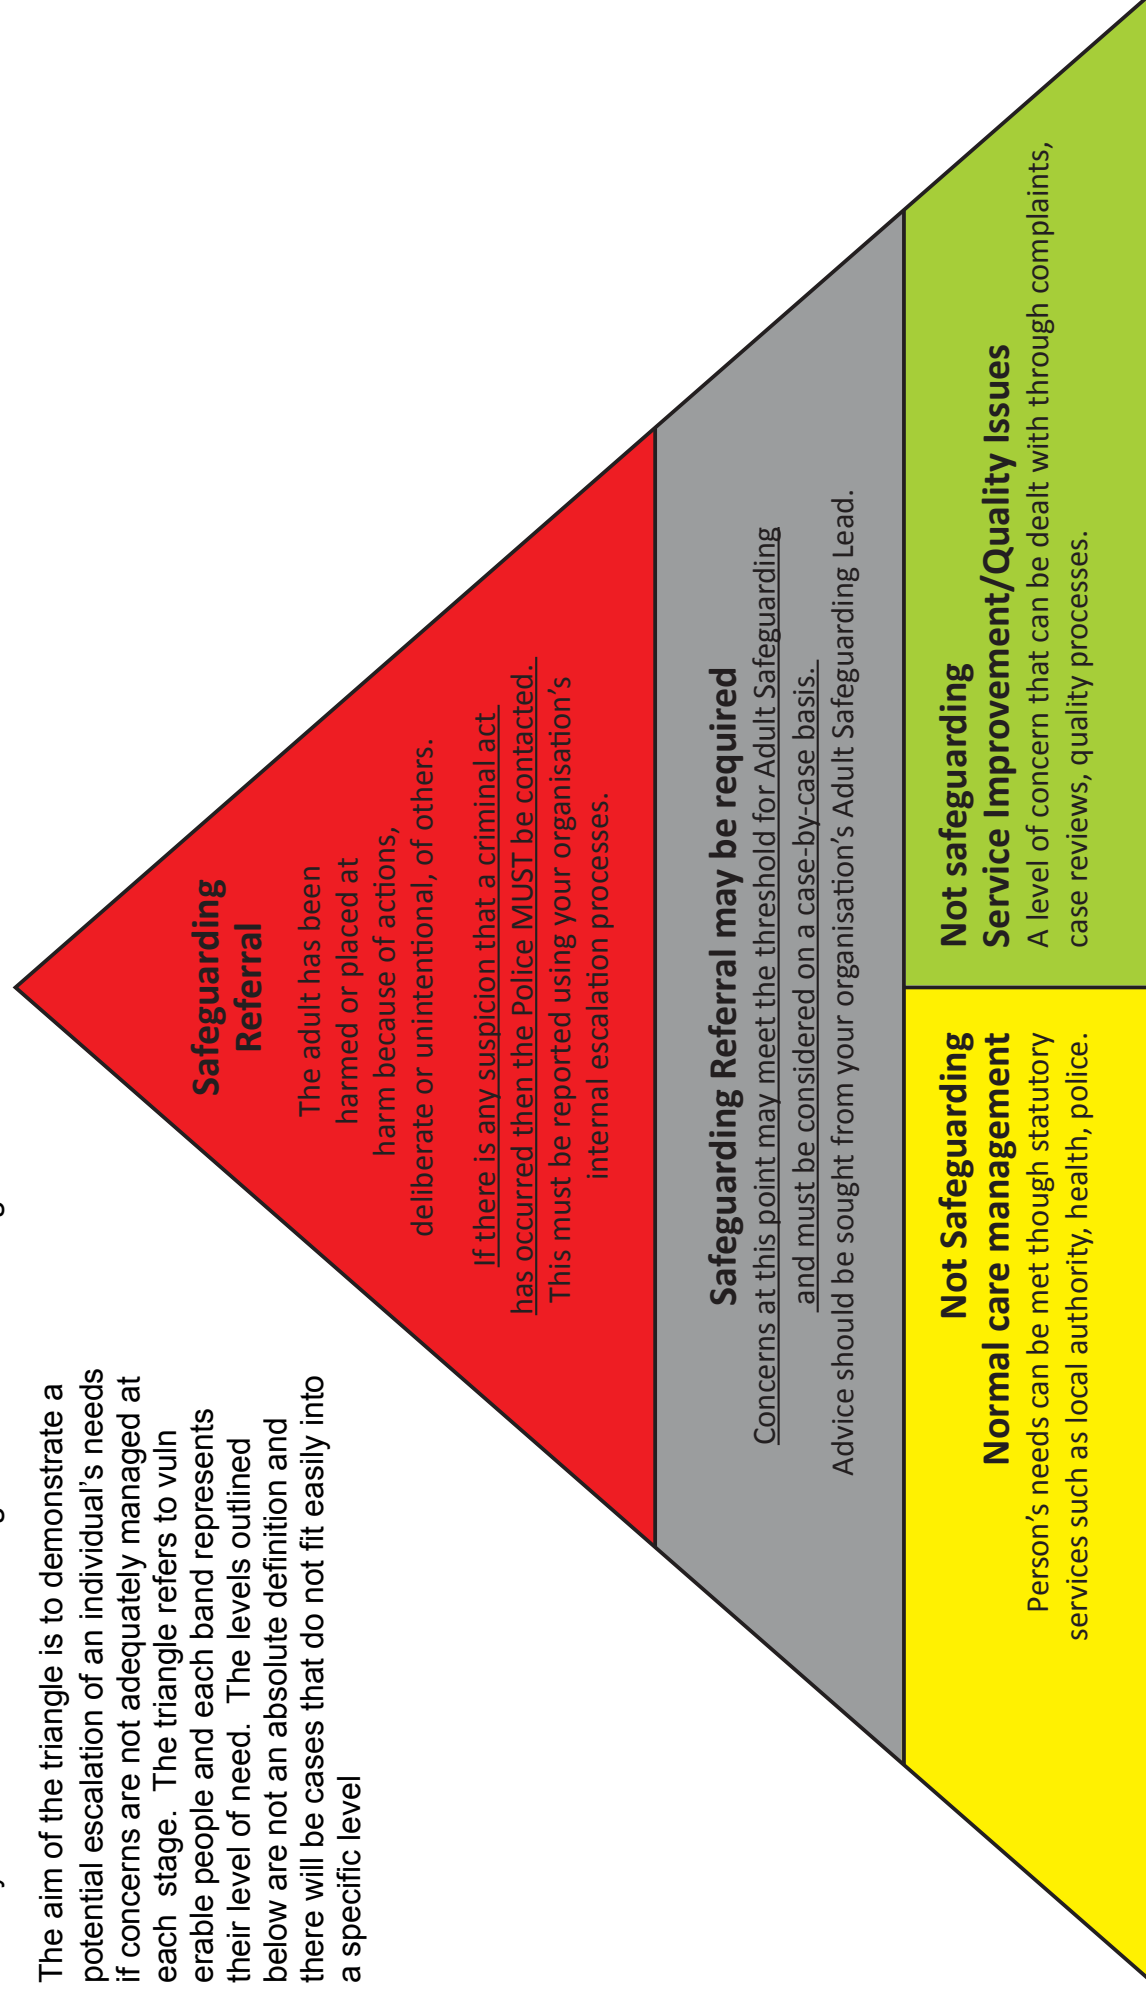 The aim of the triangle is to demonstrate a
potential escalation of an individual's needs
if concerns are not adequately managed at
each stage. The triangle refers to vuln
erable people and each band represents
their level of need. The levels outlined
below are not an absolute definition and
there will be cases that do not fit easily into
a specific level
Safeguarding
Referral
The adult has been
harmed or placed at
harm because of actions,
deliberate or unintentional, of others.
If there is any suspicion that a criminal act
has occurred then the Police MUST be contacted.
This must be reported using your organisation's
internal escalation processes.
Safeguarding Referral may be required
Concerns at this point may meet the threshold for Adult Safeguarding
and must be considered on a case-by-case basis.
Advice should be sought from your organisation's Adult Safeguarding Lead.
Not Safeguarding
Normal care management
Person's needs can be met though statutory
services such as local authority, health, police.
Not safeguarding
Service Improvement/Quality Issues
A level of concern that can be dealt with through complaints,
case reviews, quality processes.